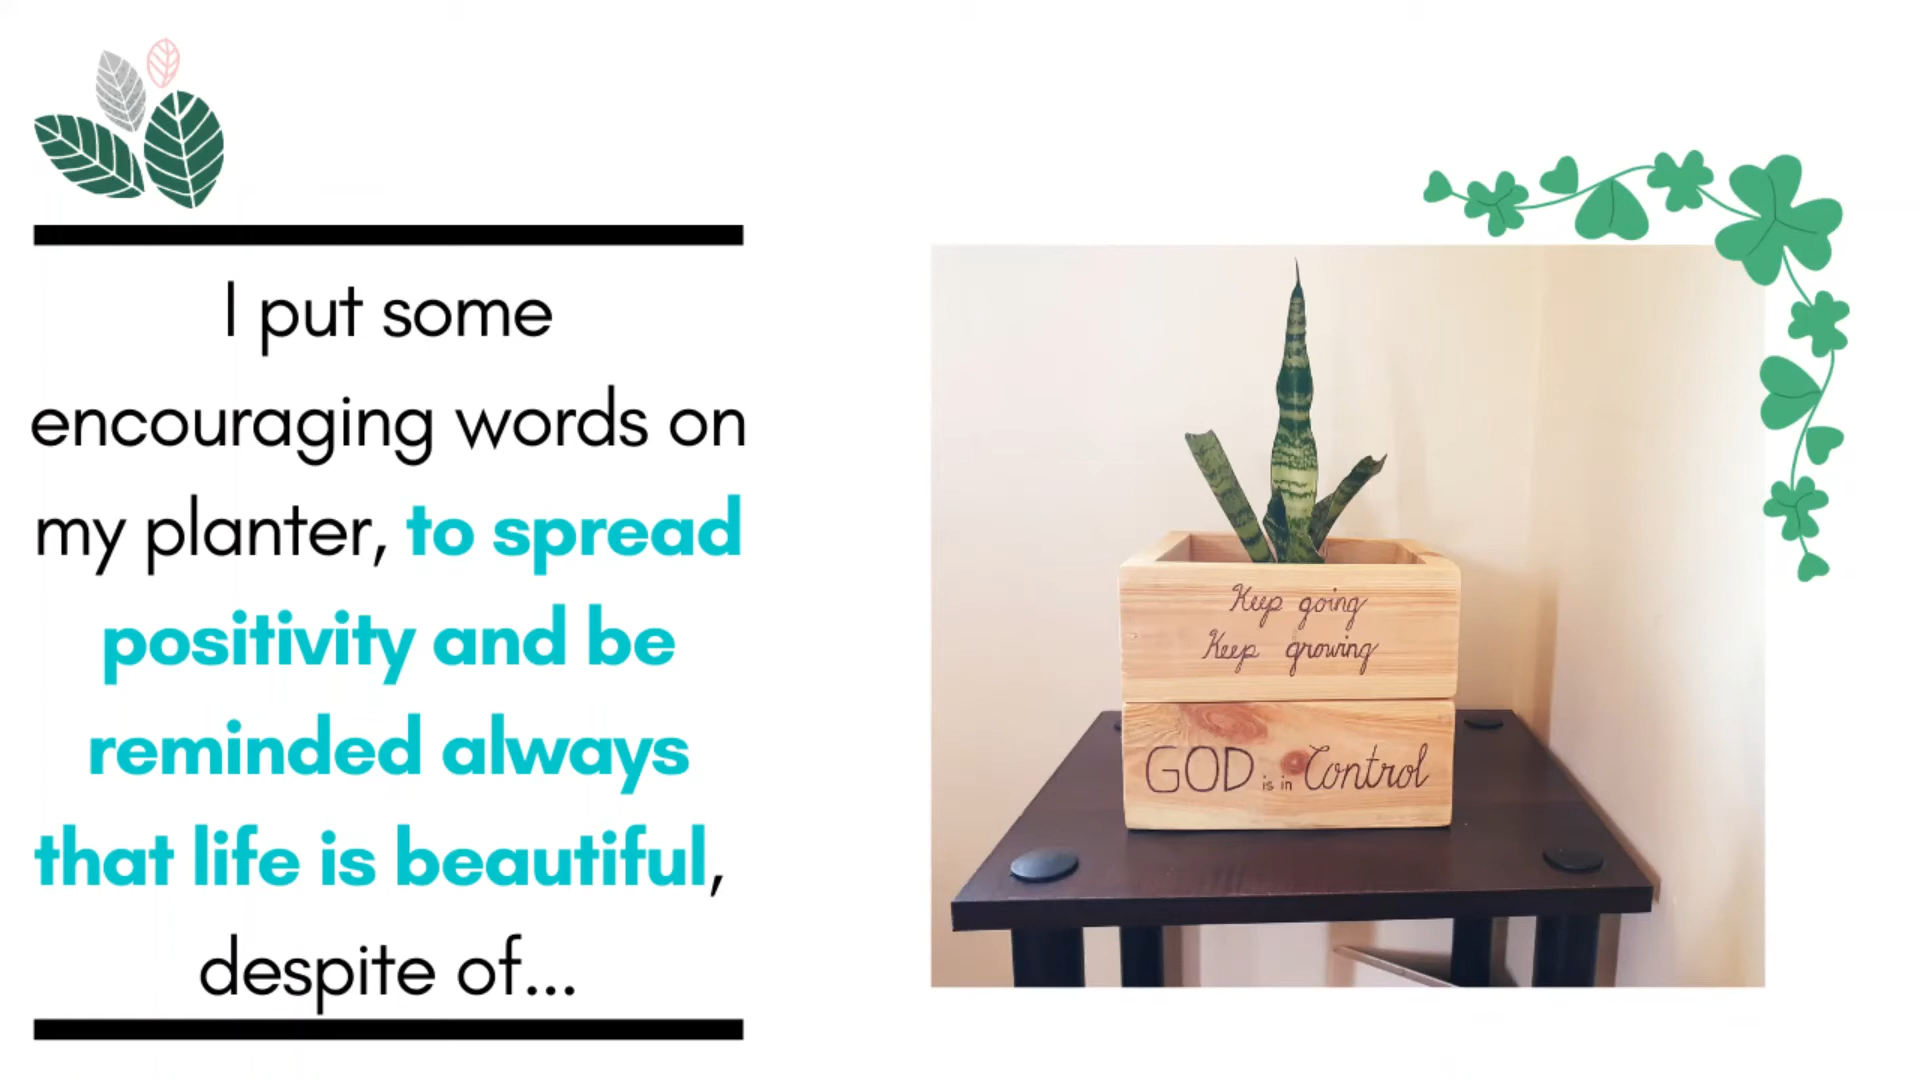 I put some
encouraging words on
my planter, to spread
positivity and be
reminded always
that life is beautiful,
despite of...
Keep going
Keep growing
GOD is in Control